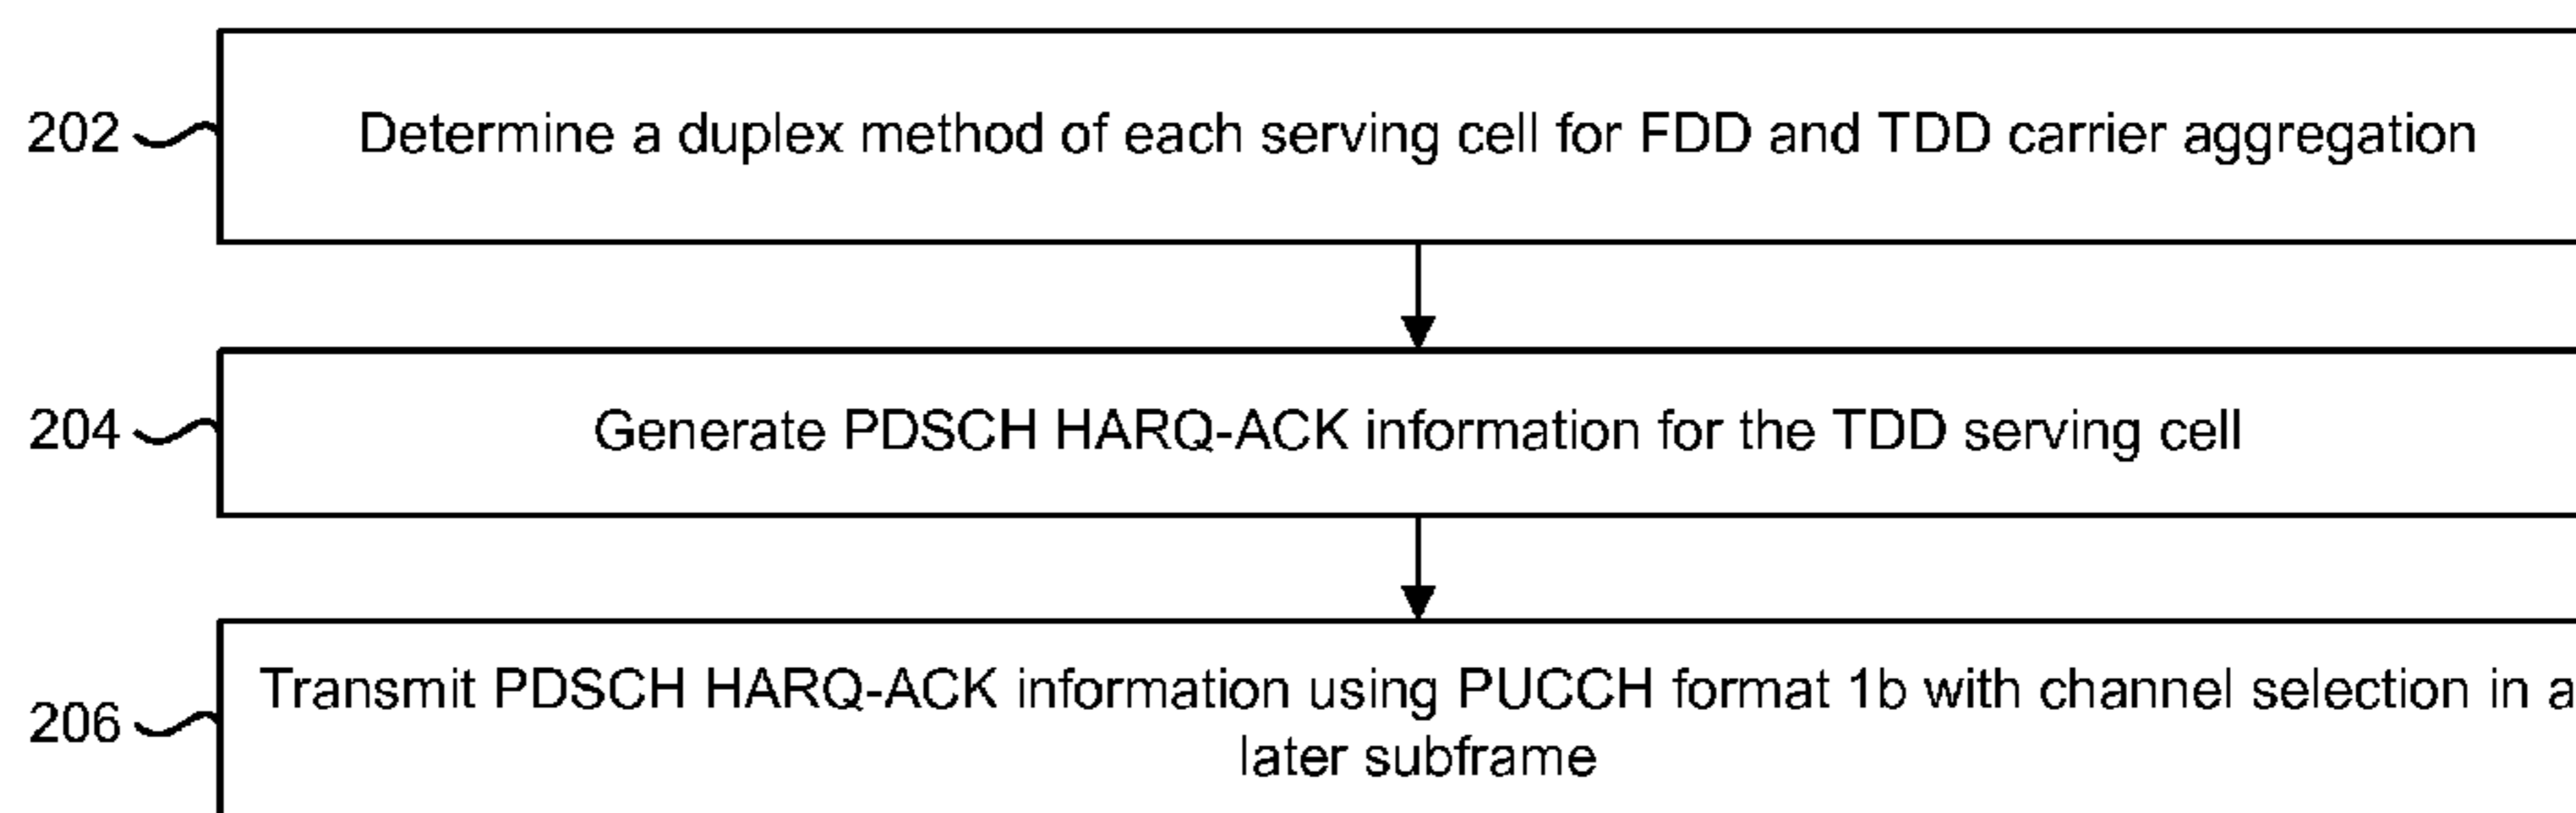 202 Determine a duplex method of each serving cell for FDD and TDD carrier aggregation
204 Generate PDSCH HARQ-ACK information for the TDD serving cell
206 Transmit PDSCH HARQ-ACK information using PUCCH format 1b with channel selection in a
later subframe